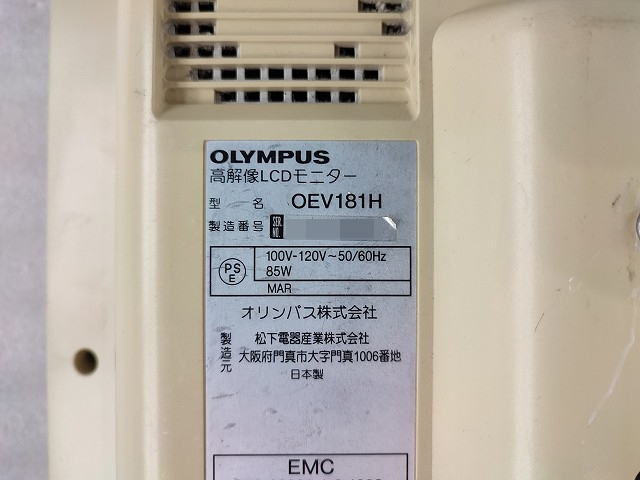 OLYMPUS
高解像LCDモニター
型 名 OEV181H
製造番号 SER. NO.
PS E
100V-120V～50/60Hz
85W
MAR
オリンパス株式会社
製造元 松下電器産業株式会社
大阪府門真市大字門真1006番地
日本製
EMC